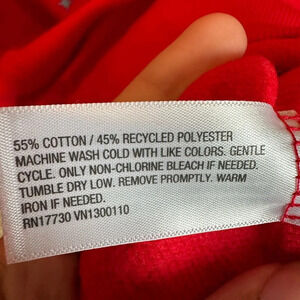 55% COTTON / 45% RECYCLED POLYESTER
MACHINE WASH COLD WITH LIKE COLORS. GENTLE
CYCLE. ONLY NON-CHLORINE BLEACH IF NEEDED.
TUMBLE DRY LOW. REMOVE PROMPTLY. WARM
IRON IF NEEDED.
RN17730 VN1300110